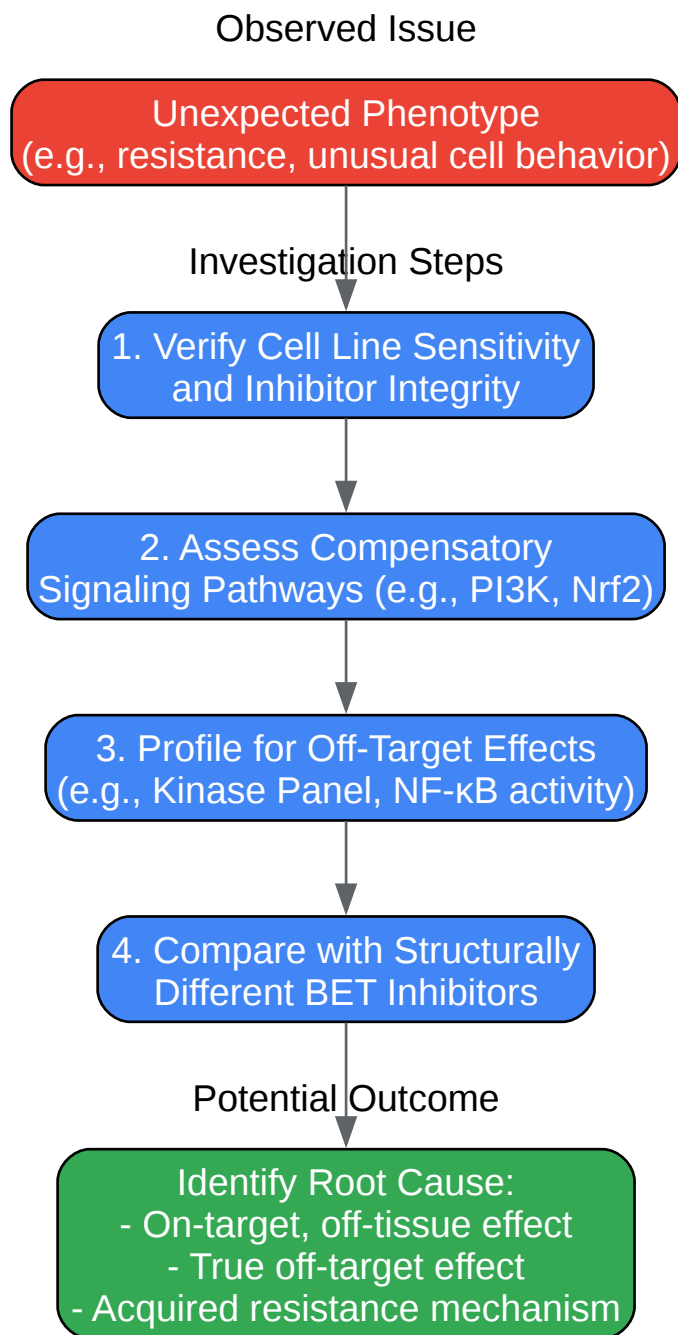 Observed Issue
Unexpected Phenotype
(e.g., resistance, unusual cell behavior)
Investigation Steps
1. Verify Cell Line Sensitivity
and Inhibitor Integrity
2. Assess Compensatory
Signaling Pathways (e.g., PI3K, Nrf2)
3. Profile for Off-Target Effects
(e.g., Kinase Panel, NF-κB activity)
4. Compare with Structurally
Different BET Inhibitors
Potential Outcome
Identify Root Cause:
- On-target, off-tissue effect
- True off-target effect
- Acquired resistance mechanism